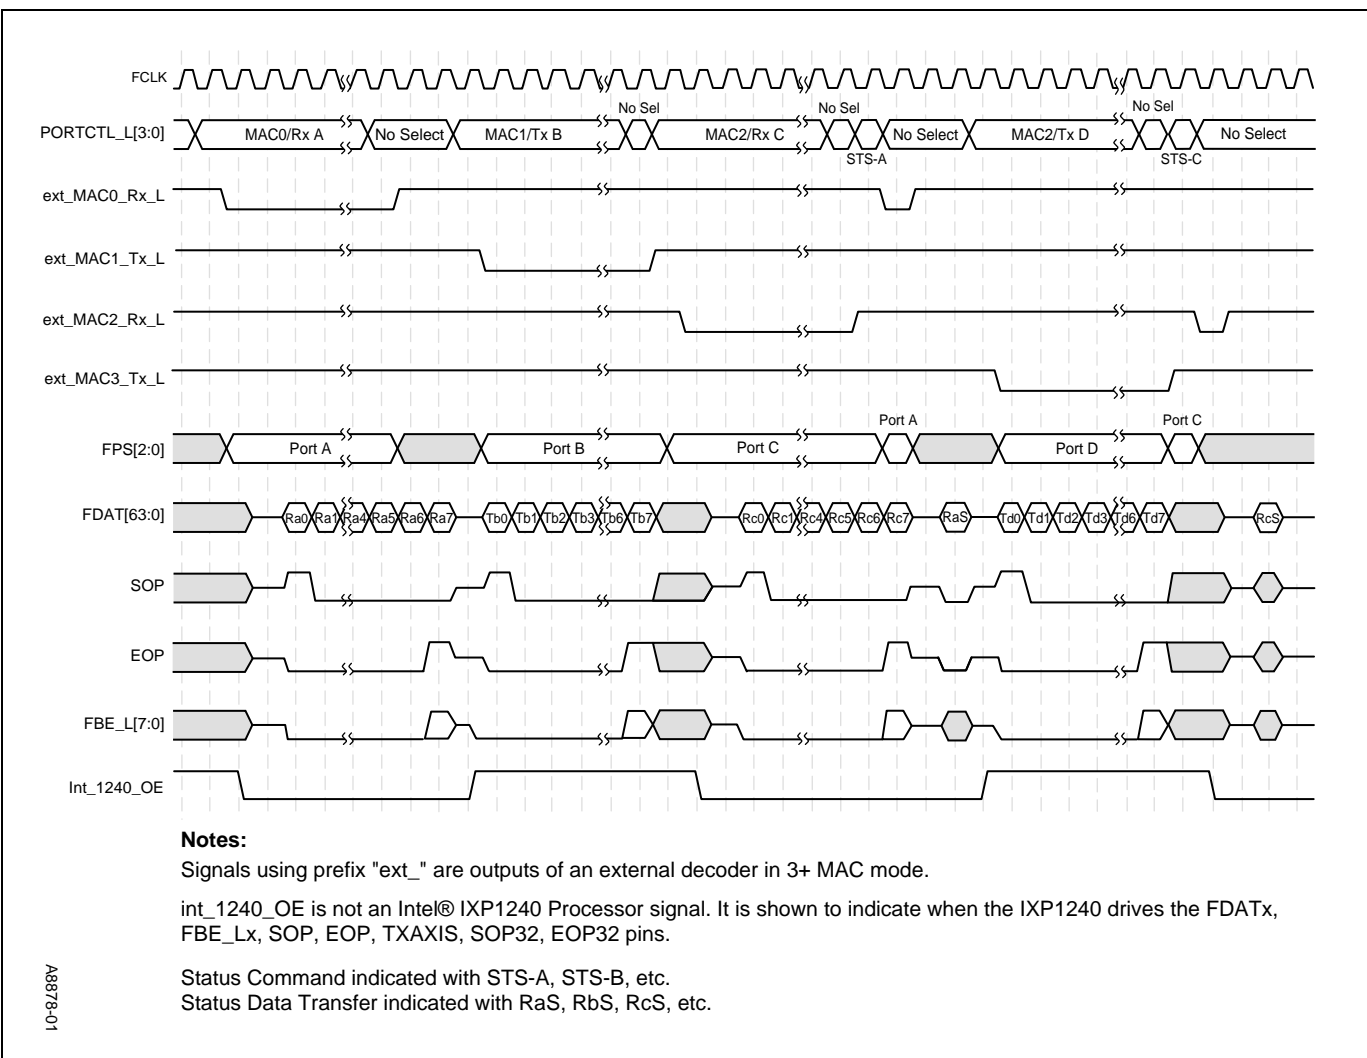 FCLK
No Sel No Sel No Sel
PORTCTL_L[3:0] MAC0/Rx A No Select MAC1/Tx B MAC2/Rx C No Select MAC2/Tx D No Select
STS-A STS-C
ext_MAC0_Rx_L
ext_MAC1_Tx_L
ext_MAC2_Rx_L
ext_MAC3_Tx_L
Port A Port C
FPS[2:0] Port A Port B Port C Port D
FDAT[63:0] Ra0 Ra1 Ra4 Ra5 Ra6 Ra7 Tb0 Tb1 Tb2 Tb3 Tb6 Tb7 Rc0 Rc1 Rc4 Rc5 Rc6 Rc7 RaS Td0 Td1 Td2 Td3 Td6 Td7 RcS
SOP
EOP
FBE_L[7:0]
Int_1240_OE
Notes:
Signals using prefix "ext_" are outputs of an external decoder in 3+ MAC mode.
int_1240_OE is not an Intel® IXP1240 Processor signal. It is shown to indicate when the IXP1240 drives the FDATx,
FBE_Lx, SOP, EOP, TXAXIS, SOP32, EOP32 pins.
Status Command indicated with STS-A, STS-B, etc.
Status Data Transfer indicated with RaS, RbS, RcS, etc.
A8878-01